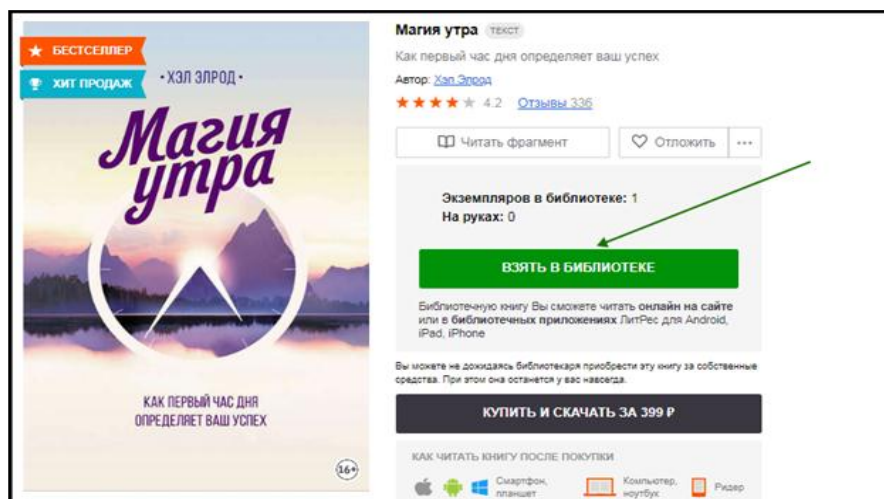 БЕСТСЕЛЛЕР
ХИТ ПРОДАЖ
• ХЭЛ ЭЛРОД •
Магия
утра
КАК ПЕРВЫЙ ЧАС ДНЯ
ОПРЕДЕЛЯЕТ ВАШ УСПЕХ
16+
Магия утра ТЕКСТ
Как первый час дня определяет ваш успех
Автор: Хэл Элрод
4.2 Отзывы 336
Читать фрагмент
Отложить ...
Экземпляров в библиотеке: 1
На руках: 0
ВЗЯТЬ В БИБЛИОТЕКЕ
Библиотечную книгу Вы сможете читать онлайн на сайте
или в библиотечных приложениях ЛитРес для Android,
iPad, iPhone
Вы можете не дожидаясь библиотекаря приобрести эту книгу за собственные
средства. При этом она останется у вас навсегда.
КУПИТЬ И СКАЧАТЬ ЗА 399 ₽
КАК ЧИТАТЬ КНИГУ ПОСЛЕ ПОКУПКИ
Смартфон,
планшет
Компьютер,
ноутбук
Ридер